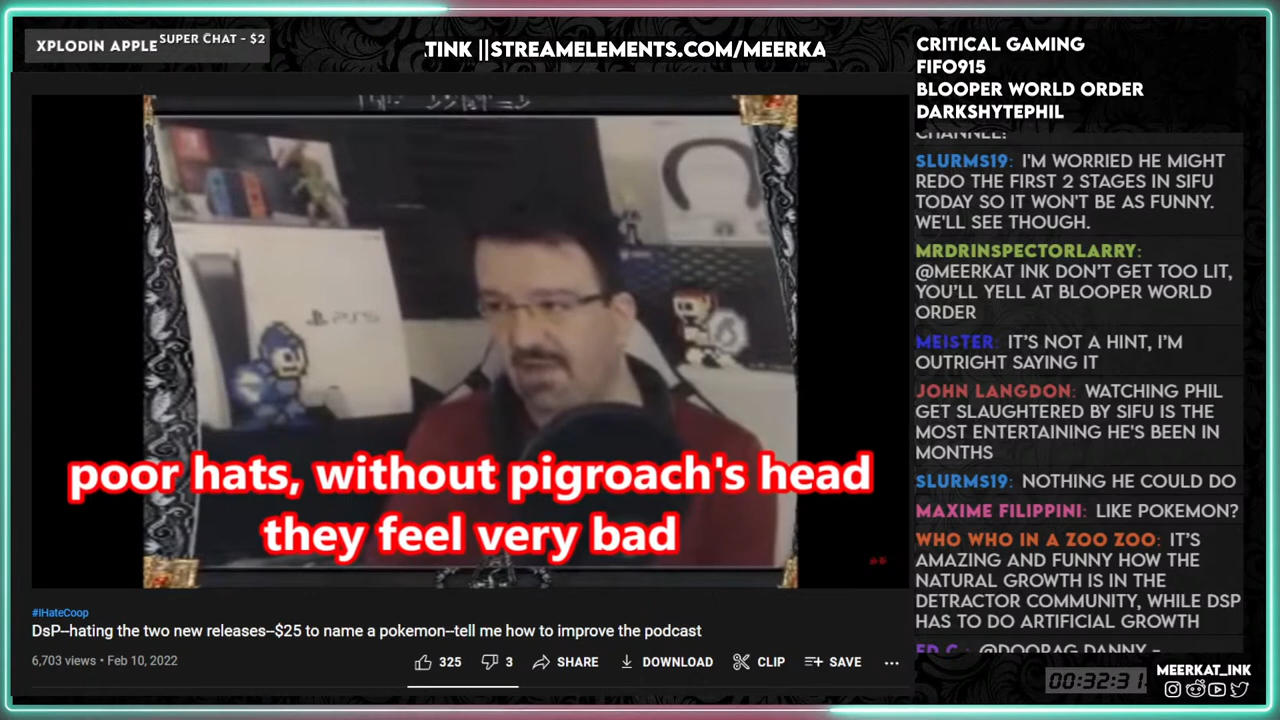 XPLODIN APPLE SUPER CHAT - $2
.TINK ||STREAMELEMENTS.COM/MEERKA
CRITICAL GAMING
FIFO915
BLOOPER WORLD ORDER
DARKSHYTEPHIL
CHANNEL!
SLURMS19: I'M WORRIED HE MIGHT
REDO THE FIRST 2 STAGES IN SIFU
TODAY SO IT WON'T BE AS FUNNY.
WE'LL SEE THOUGH.
MRDRINSPECTORLARRY:
@MEERKAT INK DON'T GET TOO LIT,
YOU'LL YELL AT BLOOPER WORLD
ORDER
MEISTER: IT'S NOT A HINT, I'M
OUTRIGHT SAYING IT
JOHN LANGDON: WATCHING PHIL
GET SLAUGHTERED BY SIFU IS THE
MOST ENTERTAINING HE'S BEEN IN
MONTHS
SLURMS19: NOTHING HE COULD DO
MAXIME FILIPPINI: LIKE POKEMON?
WHO WHO IN A ZOO ZOO: IT'S
AMAZING AND FUNNY HOW THE
NATURAL GROWTH IS IN THE
DETRACTOR COMMUNITY, WHILE DSP
HAS TO DO ARTIFICIAL GROWTH
ED C.: @DOORAG DANNY -
PS5
poor hats, without pigroach's head
they feel very bad
#IHateCoop
DsP--hating the two new releases--$25 to name a pokemon--tell me how to improve the podcast
6,703 views • Feb 10, 2022
325 3 SHARE DOWNLOAD CLIP SAVE ...
00:32:31
MEERKAT_INK